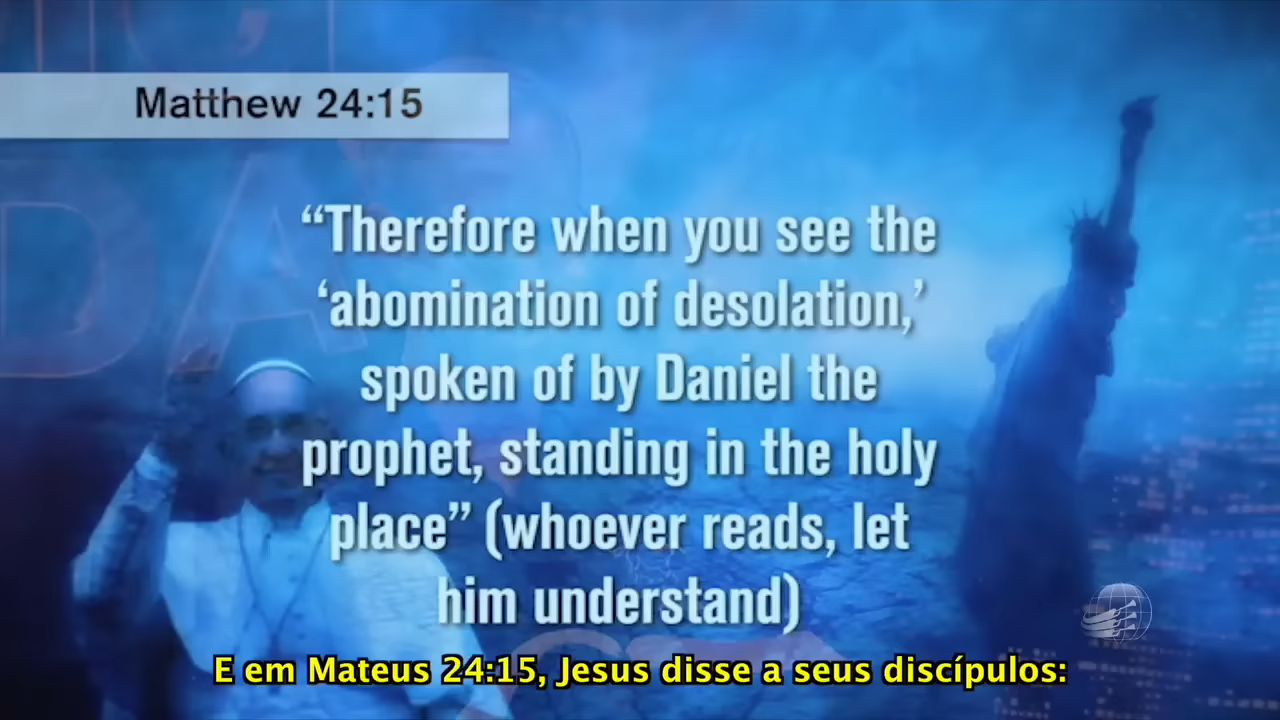 Matthew 24:15
“Therefore when you see the
‘abomination of desolation,’
spoken of by Daniel the
prophet, standing in the holy
place” (whoever reads, let
him understand)
E em Mateus 24:15, Jesus disse a seus discípulos: